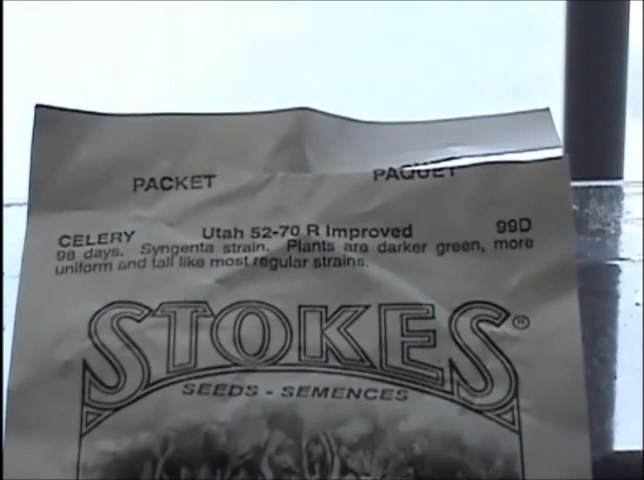 PACKET PAQUET
CELERY Utah 52-70 R Improved 99D
98 days. Syngenta strain. Plants are darker green, more
uniform and tall like most regular strains.
STOKES®
SEEDS - SEMENCES